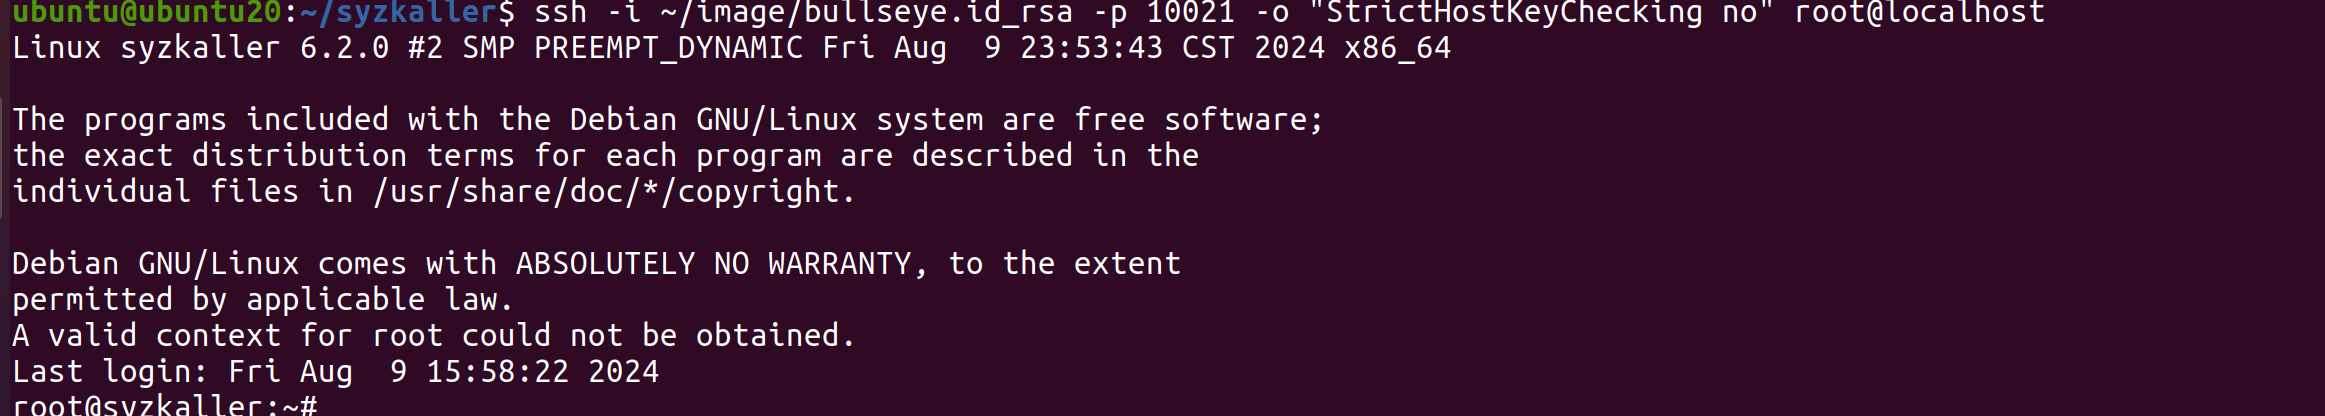 ubuntu@ubuntu20:~/syzkaller$ ssh -i ~/image/bullseye.id_rsa -p 10021 -o "StrictHostKeyChecking no" root@localhost
Linux syzkaller 6.2.0 #2 SMP PREEMPT_DYNAMIC Fri Aug  9 23:53:43 CST 2024 x86_64

The programs included with the Debian GNU/Linux system are free software;
the exact distribution terms for each program are described in the
individual files in /usr/share/doc/*/copyright.

Debian GNU/Linux comes with ABSOLUTELY NO WARRANTY, to the extent
permitted by applicable law.
A valid context for root could not be obtained.
Last login: Fri Aug  9 15:58:22 2024
root@syzkaller:~#